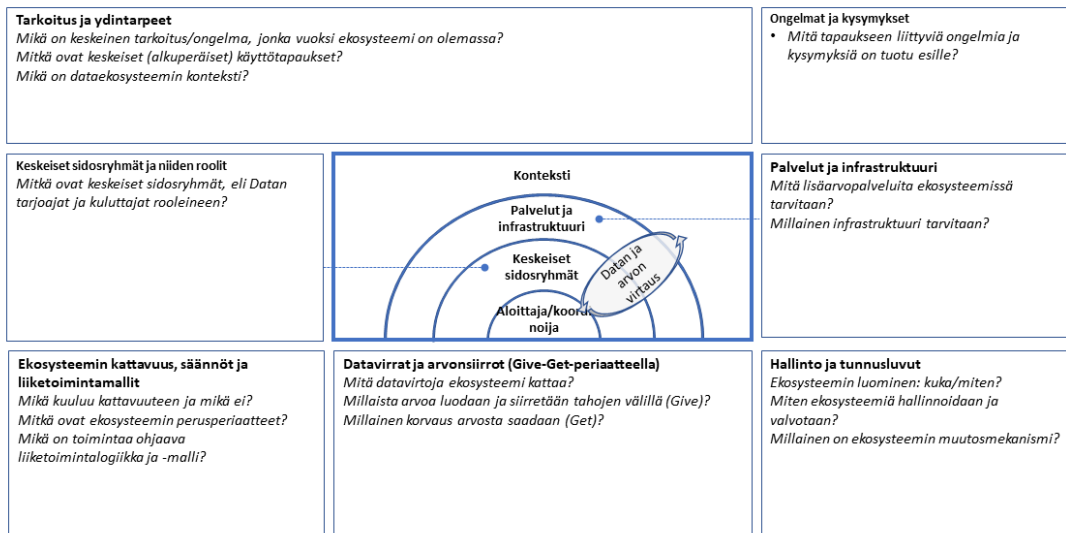 Tarkoitus ja ydintarpeet
Mikä on keskeinen tarkoitus/ongelma, jonka vuoksi ekosysteemi on olemassa?
Mitkä ovat keskeiset (alkuperäiset) käyttötapaukset?
Mikä on dataekosysteemin konteksti?
Ongelmat ja kysymykset
• Mitä tapaukseen liittyviä ongelmia ja
kysymyksiä on tuotu esille?
Keskeiset sidosryhmät ja niiden roolit
Mitkä ovat keskeiset sidosryhmät, eli Datan
tarjoajat ja kuluttajat rooleineen?
Konteksti
Palvelut ja
infrastruktuuri
Keskeiset
sidosryhmät
Aloittaja/koordi
noija
Datan ja
arvon
virtaus
Palvelut ja infrastruktuuri
Mitä lisäarvopalveluita ekosysteemissä
tarvitaan?
Millainen infrastruktuuri tarvitaan?
Ekosysteemin kattavuus, säännöt ja
liiketoimintamallit
Mikä kuuluu kattavuuteen ja mikä ei?
Mitkä ovat ekosysteemin perusperiaatteet?
Mikä on toimintaa ohjaava
liiketoimintalogiikka ja -malli?
Datavirrat ja arvonsiirrot (Give-Get-periaatteella)
Mitä datavirtoja ekosysteemi kattaa?
Millaista arvoa luodaan ja siirretään tahojen välillä (Give)?
Millainen korvaus arvosta saadaan (Get)?
Hallinto ja tunnusluvut
Ekosysteemin luominen: kuka/miten?
Miten ekosysteemiä hallinnoidaan ja
valvotaan?
Millainen on ekosysteemin muutosmekanismi?